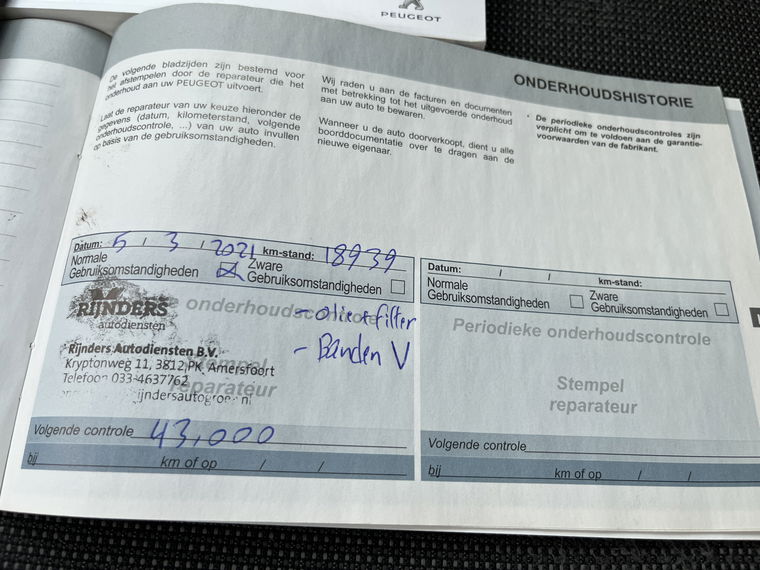 PEUGEOT
ONDERHOUDSHISTORIE
De volgende bladzijden zijn bestemd voor
het afstempelen door de reparateur die het
onderhoud aan uw PEUGEOT uitvoert.
Laat de reparateur van uw keuze hieronder de
gegevens (datum, kilometerstand, volgende
onderhoudscontrole, ...) van uw auto invullen
op basis van de gebruiksomstandigheden.
Wij raden u aan de facturen en documenten
met betrekking tot het uitgevoerde onderhoud
aan uw auto te bewaren.
Wanneer u de auto doorverkoopt, dient u alle
boorddocumentatie over te dragen aan de
nieuwe eigenaar.
• De periodieke onderhoudscontroles zijn
verplicht om te voldoen aan de garantie-
voorwaarden van de fabrikant.
Datum: 5 / 3 / 2021 km-stand: 18939
Normale
Gebruiksomstandigheden
Zware
Gebruiksomstandigheden
onderhoudscontrole
RIJNDERS
autodiensten
- olie + filter
- Banden V
Rijnders Autodiensten B.V.
Kryptonweg 11, 3812 PK Amersfoort
Telefoon 033-4637762
Stempel
reparateur
Volgende controle 43,000
bij km of op / /
Datum: / / km-stand:
Normale
Gebruiksomstandigheden
Zware
Gebruiksomstandigheden
Periodieke onderhoudscontrole
Stempel
reparateur
Volgende controle
bij km of op / /